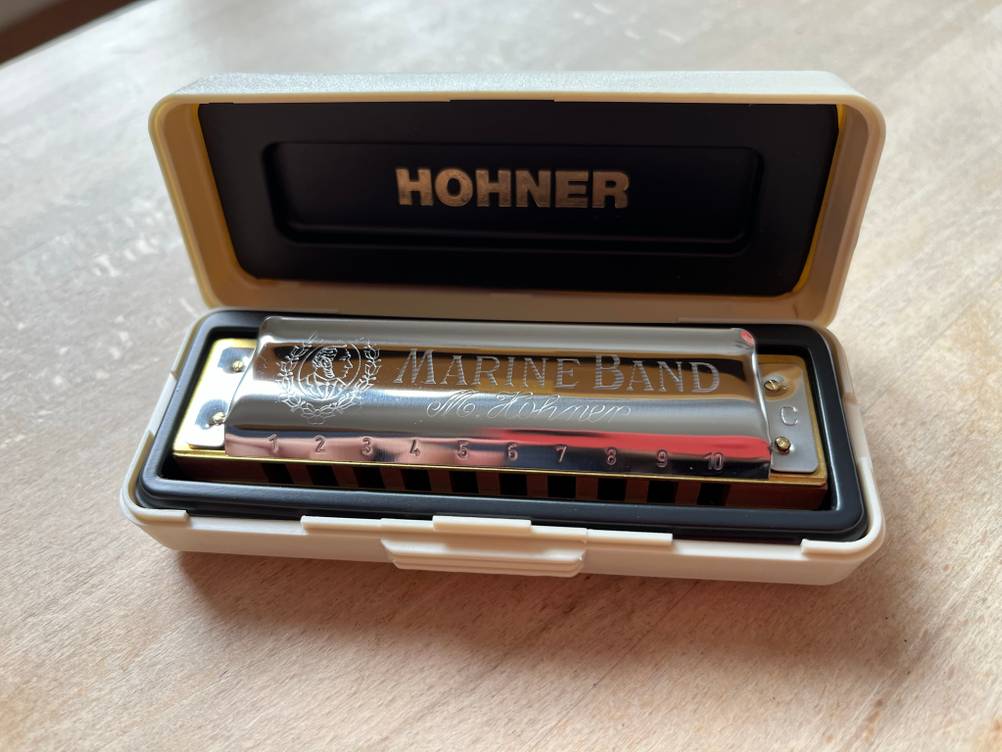 HOHNER
MARINE BAND
M. Hohner
C
1 2 3 4 5 6 7 8 9 10